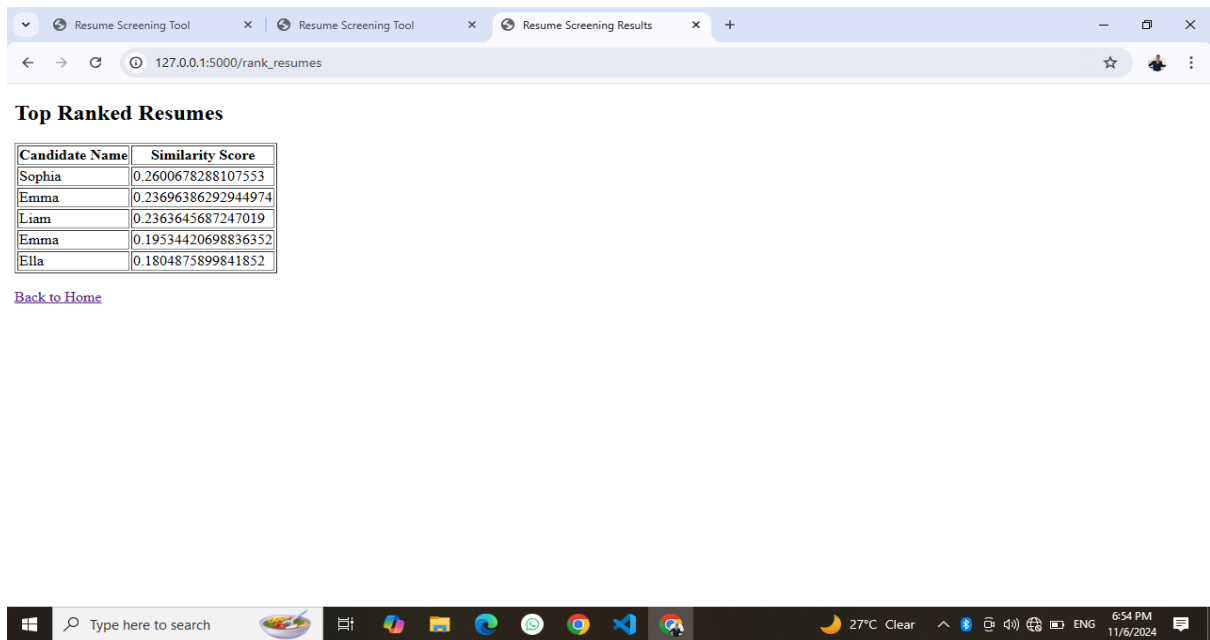 Resume Screening Tool
Resume Screening Tool
Resume Screening Results
127.0.0.1:5000/rank_resumes
Top Ranked Resumes
Candidate Name Similarity Score
Sophia 0.2600678288107553
Emma 0.23696386292944974
Liam 0.2363645687247019
Emma 0.19534420698836352
Ella 0.1804875899841852
Back to Home
Type here to search
27°C Clear
ENG
6:54 PM
11/6/2024